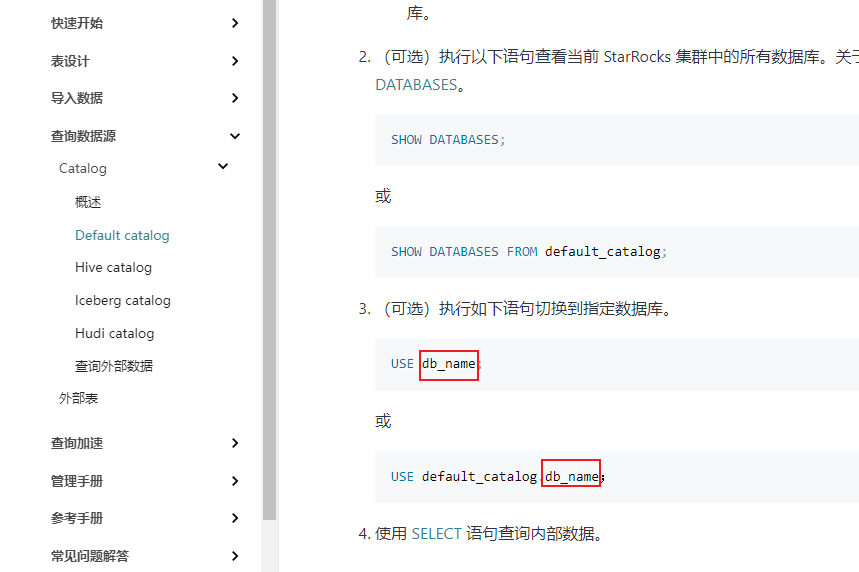 快速开始
表设计
导入数据
查询数据源
Catalog
概述
Default catalog
Hive catalog
Iceberg catalog
Hudi catalog
查询外部数据
外部表
查询加速
管理手册
参考手册
常见问题解答
库。
2. （可选）执行以下语句查看当前 StarRocks 集群中的所有数据库。关于
DATABASES。
SHOW DATABASES;
或
SHOW DATABASES FROM default_catalog;
3. （可选）执行如下语句切换到指定数据库。
USE db_name;
或
USE default_catalog.db_name;
4. 使用 SELECT 语句查询内部数据。